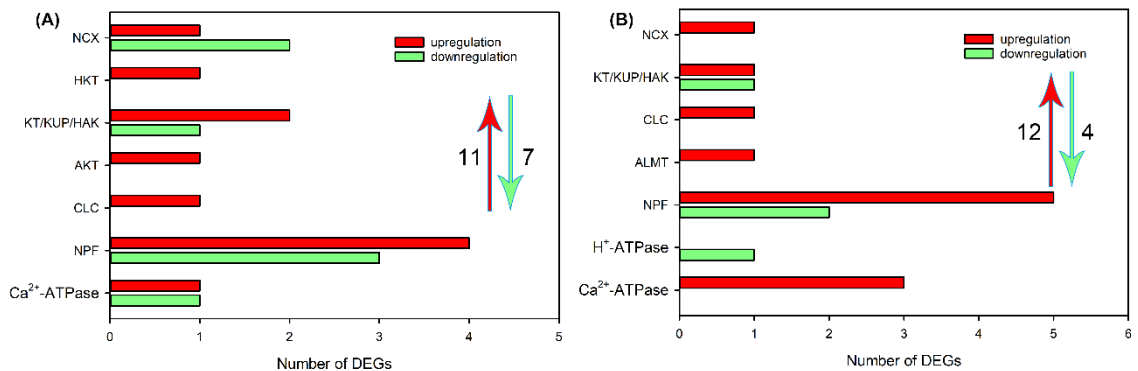 (A)
upregulation
downregulation
NCX
HKT
KT/KUP/HAK
AKT
CLC
NPF
Ca²⁺-ATPase
11
7
0 1 2 3 4 5
Number of DEGs
(B)
upregulation
downregulation
NCX
KT/KUP/HAK
CLC
ALMT
NPF
H⁺-ATPase
Ca²⁺-ATPase
12
4
0 1 2 3 4 5 6
Number of DEGs